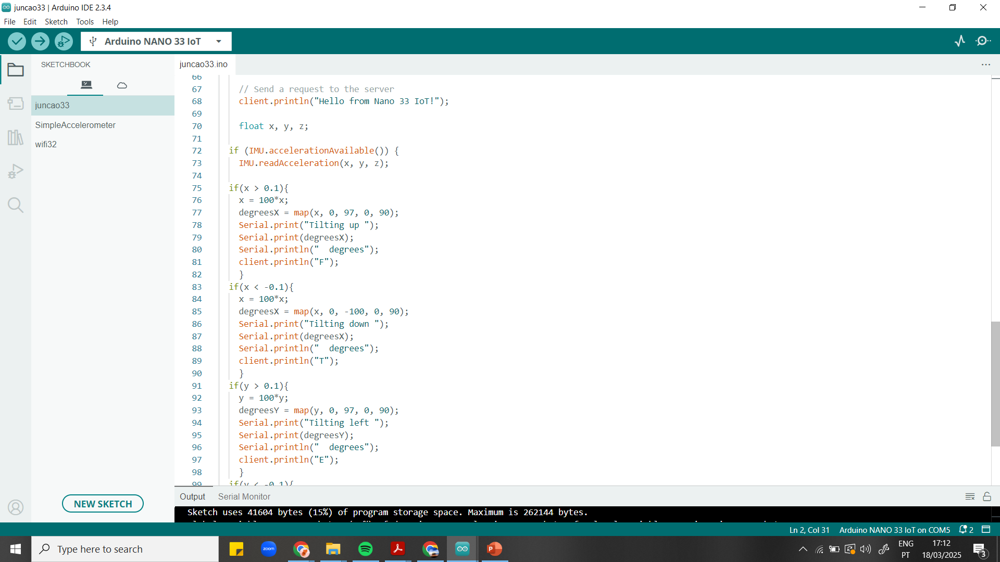 juncao33 | Arduino IDE 2.3.4
File Edit Sketch Tools Help
Arduino NANO 33 IoT
SKETCHBOOK
juncao33
SimpleAccelerometer
wifi32
NEW SKETCH
juncao33.ino
66
67 // Send a request to the server
68 client.println("Hello from Nano 33 IoT!");
69
70 float x, y, z;
71
72 if (IMU.accelerationAvailable()) {
73 IMU.readAcceleration(x, y, z);
74
75 if(x > 0.1){
76 x = 100*x;
77 degreesX = map(x, 0, 97, 0, 90);
78 Serial.print("Tilting up ");
79 Serial.print(degreesX);
80 Serial.println("  degrees");
81 client.println("F");
82 }
83 if(x < -0.1){
84 x = 100*x;
85 degreesX = map(x, 0, -100, 0, 90);
86 Serial.print("Tilting down ");
87 Serial.print(degreesX);
88 Serial.println("  degrees");
89 client.println("T");
90 }
91 if(y > 0.1){
92 y = 100*y;
93 degreesY = map(y, 0, 97, 0, 90);
94 Serial.print("Tilting left ");
95 Serial.print(degreesY);
96 Serial.println("  degrees");
97 client.println("E");
98 }
99 if(y < -0.1){
Output Serial Monitor
Sketch uses 41604 bytes (15%) of program storage space. Maximum is 262144 bytes.
Ln 2, Col 31 Arduino NANO 33 IoT on COM5 2
Type here to search
zoom
ENG
PT
17:12
18/03/2025
3